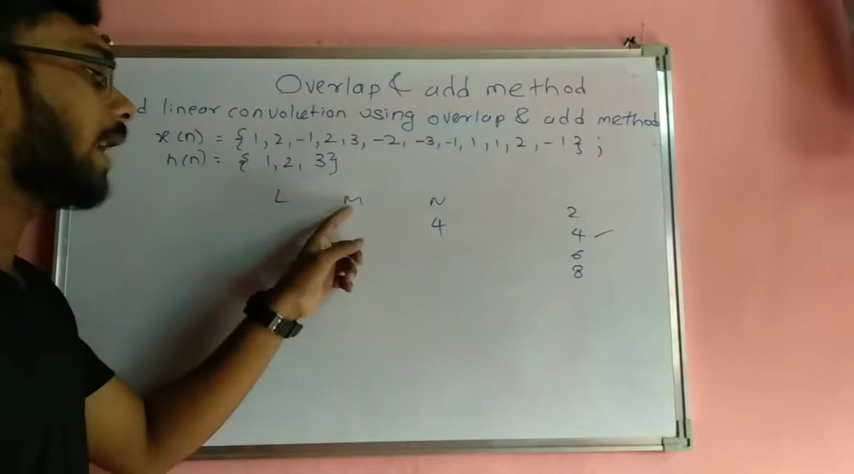 Overlap & add method
d linear convolution using overlap & add method
x(n) = {1, 2, -1, 2, 3, -2, -3, -1, 1, 1, 2, -1} ;
h(n) = { 1, 2, 3}
L M N
4
2
4 ✓
6
8